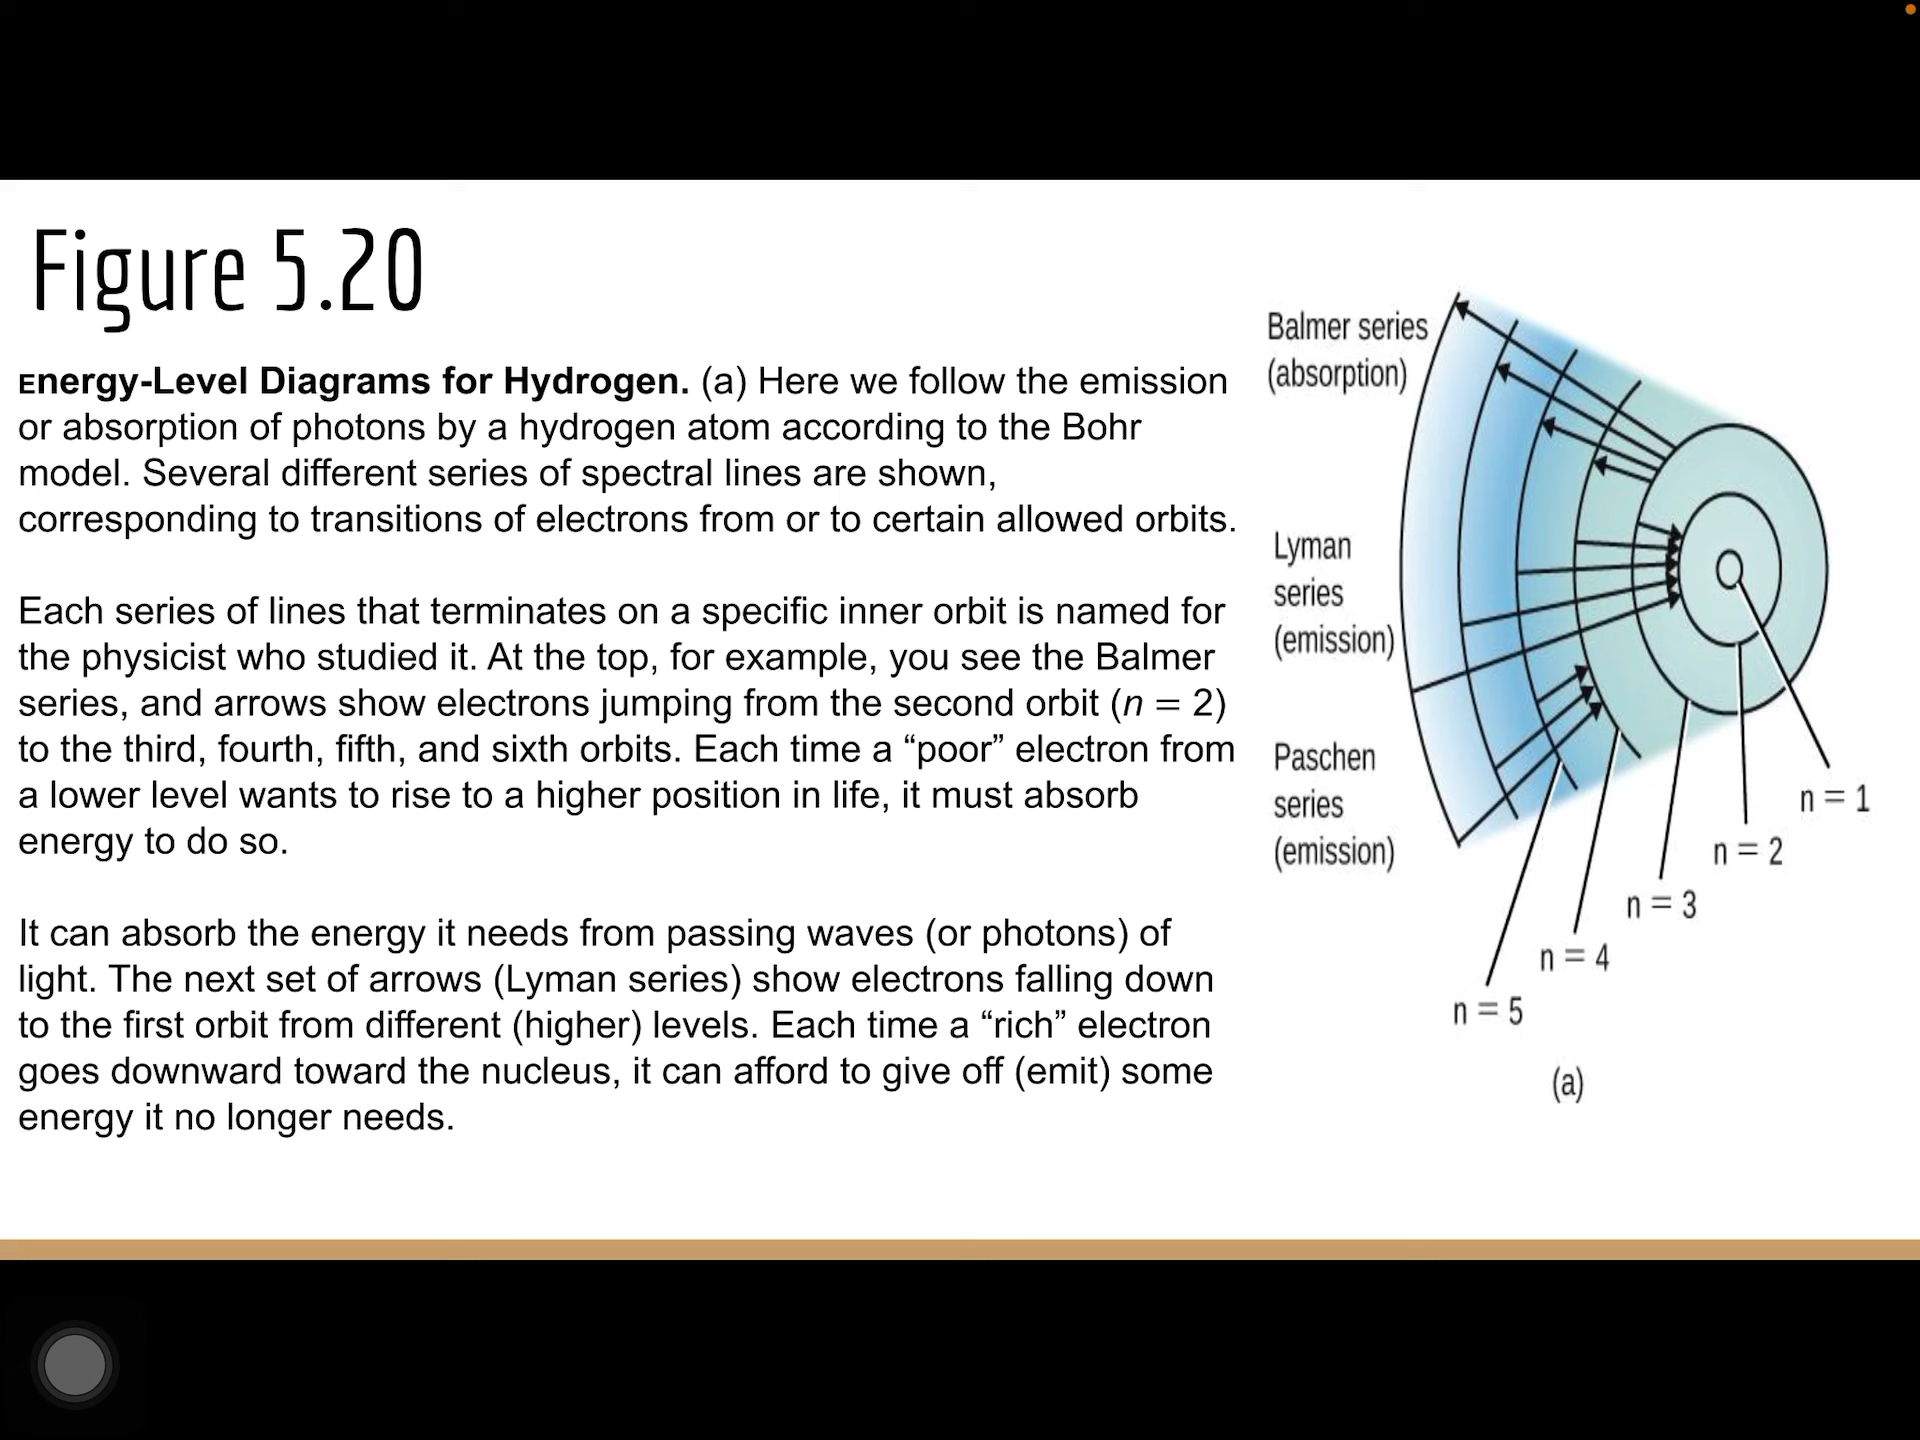 Figure 5.20
Energy-Level Diagrams for Hydrogen. (a) Here we follow the emission
or absorption of photons by a hydrogen atom according to the Bohr
model. Several different series of spectral lines are shown,
corresponding to transitions of electrons from or to certain allowed orbits.
Each series of lines that terminates on a specific inner orbit is named for
the physicist who studied it. At the top, for example, you see the Balmer
series, and arrows show electrons jumping from the second orbit (n = 2)
to the third, fourth, fifth, and sixth orbits. Each time a “poor” electron from
a lower level wants to rise to a higher position in life, it must absorb
energy to do so.
It can absorb the energy it needs from passing waves (or photons) of
light. The next set of arrows (Lyman series) show electrons falling down
to the first orbit from different (higher) levels. Each time a “rich” electron
goes downward toward the nucleus, it can afford to give off (emit) some
energy it no longer needs.
Balmer series
(absorption)
Lyman
series
(emission)
Paschen
series
(emission)
n = 1
n = 2
n = 3
n = 4
n = 5
(a)